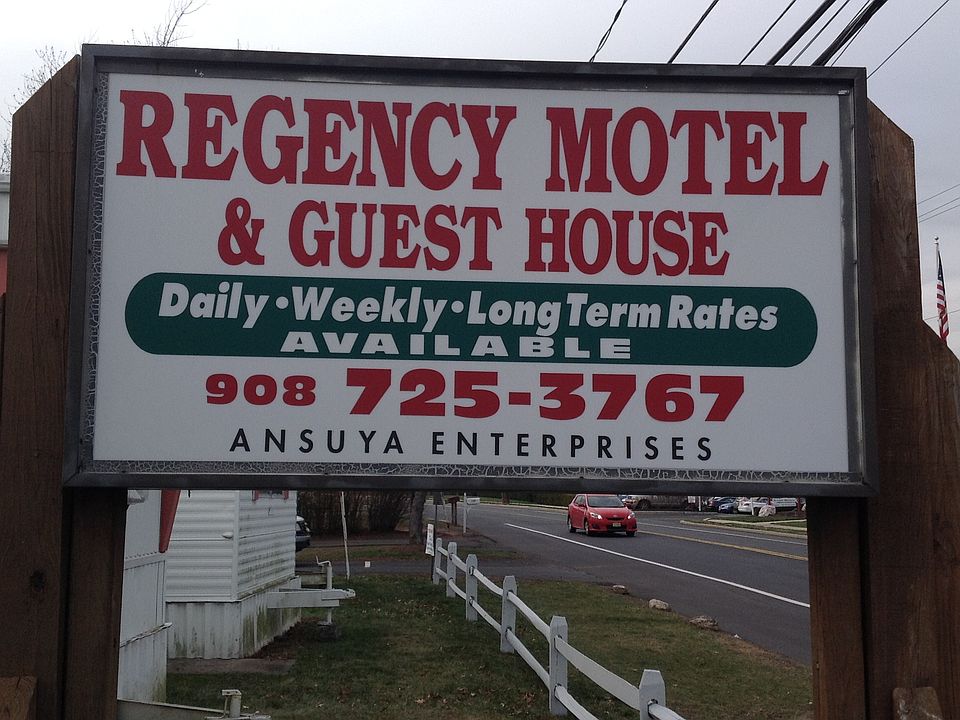 REGENCY MOTEL
& GUEST HOUSE
Daily • Weekly • Long Term Rates
AVAILABLE
908 725-3767
ANSUYA ENTERPRISES